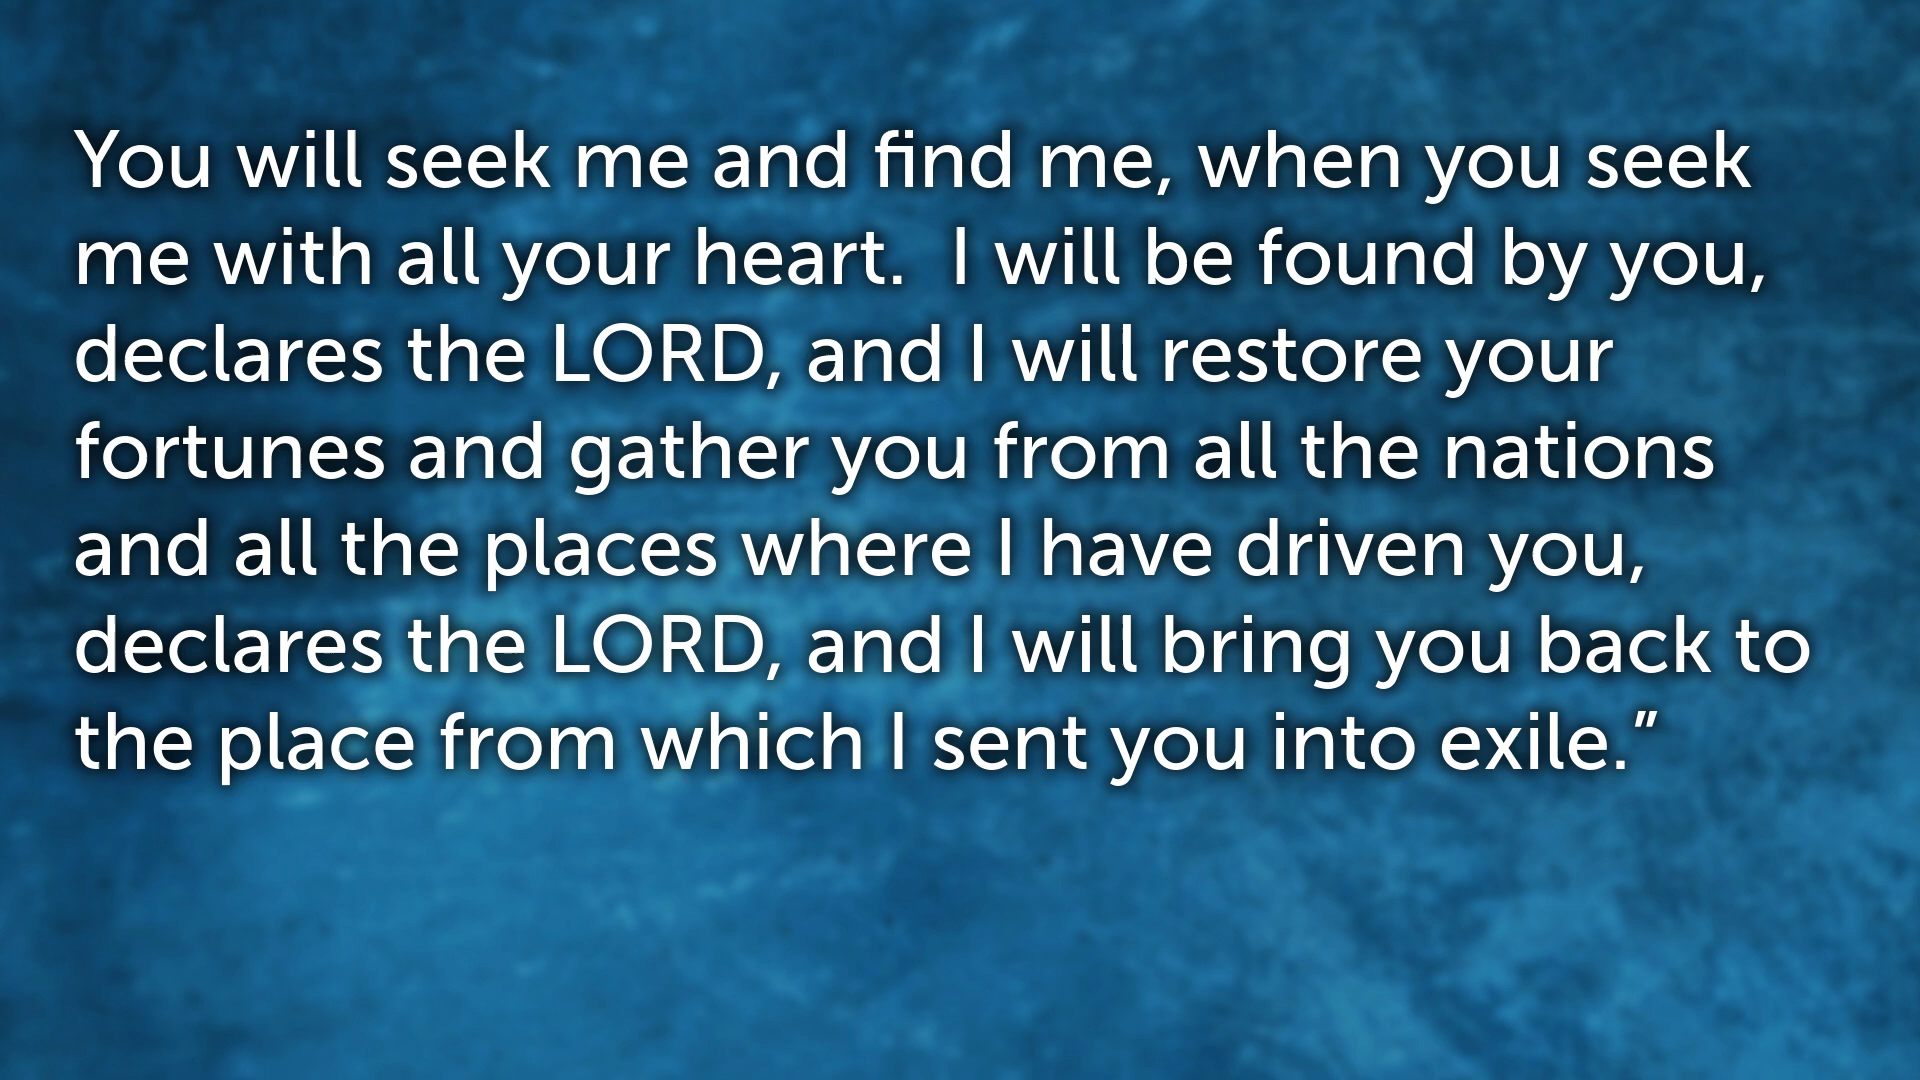 You will seek me and find me, when you seek
me with all your heart.  I will be found by you,
declares the LORD, and I will restore your
fortunes and gather you from all the nations
and all the places where I have driven you,
declares the LORD, and I will bring you back to
the place from which I sent you into exile.”